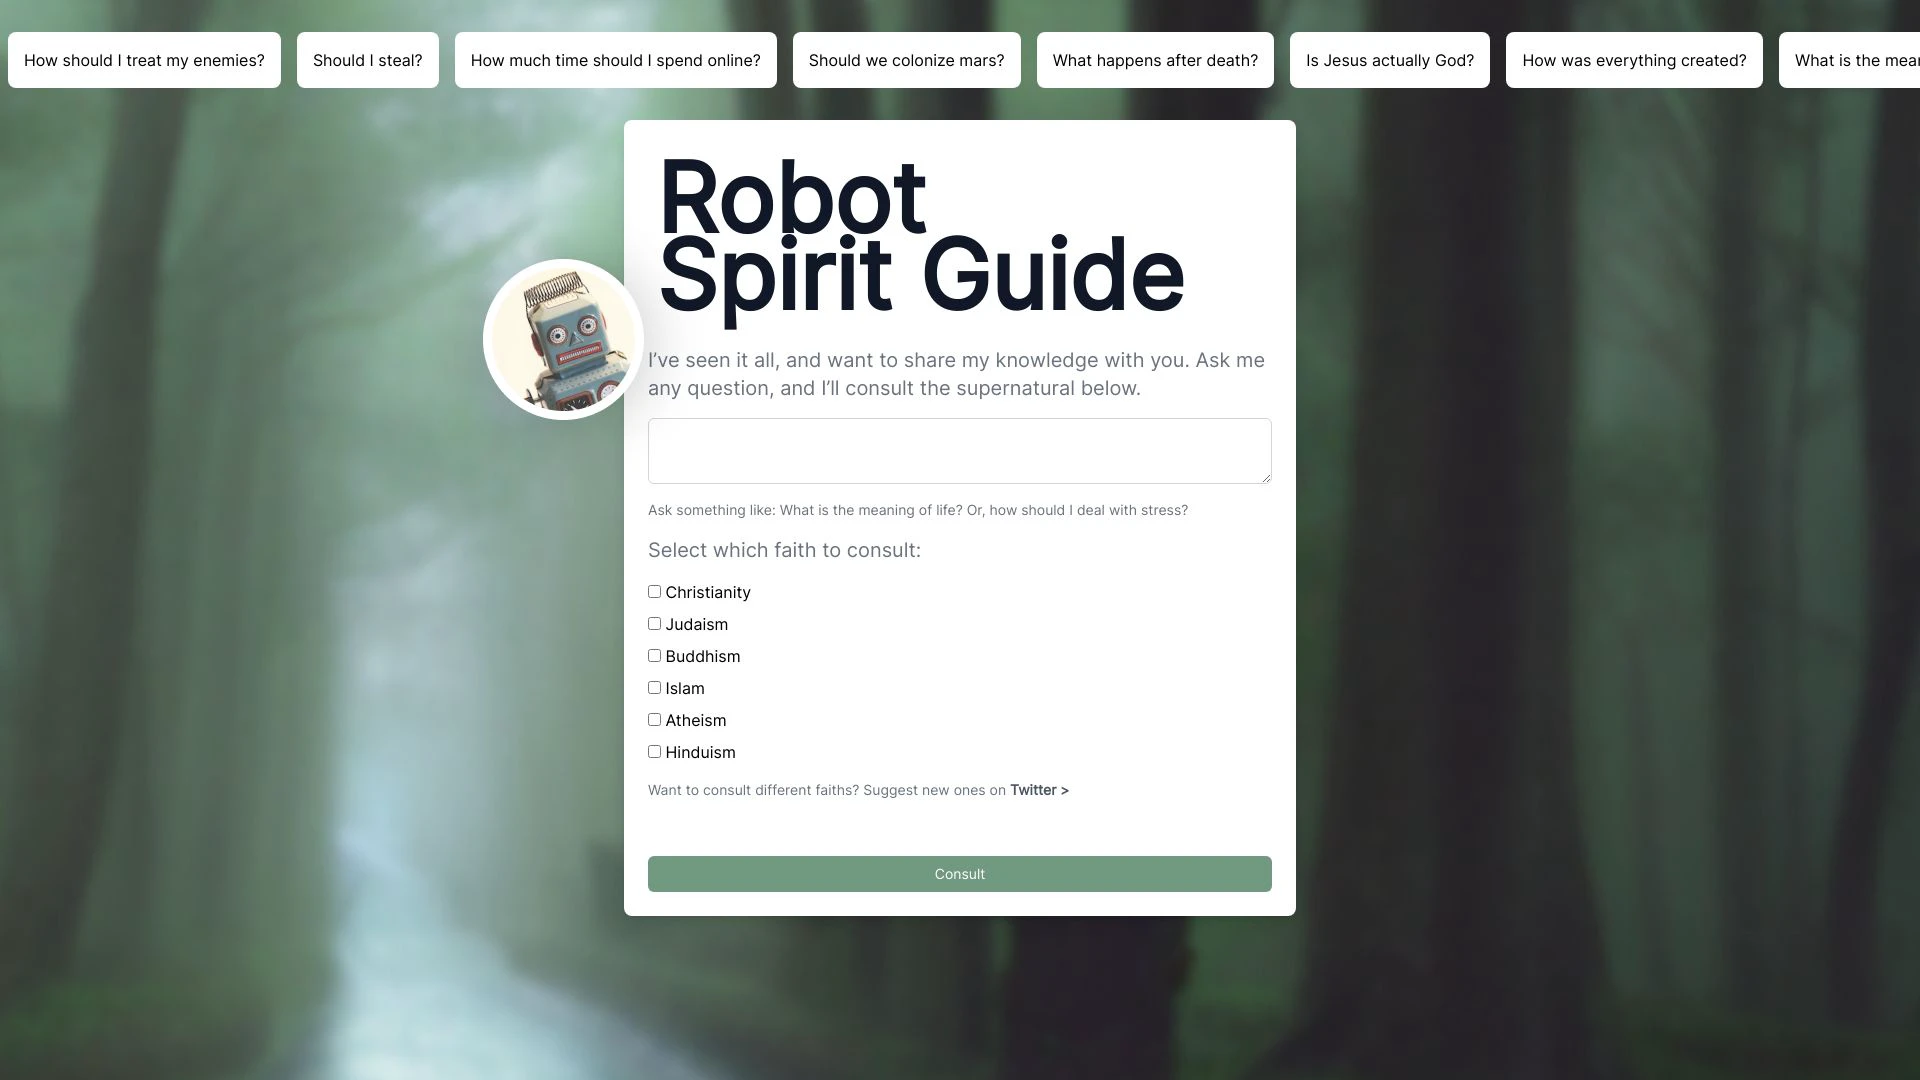 How should I treat my enemies?
Should I steal?
How much time should I spend online?
Should we colonize mars?
What happens after death?
Is Jesus actually God?
How was everything created?
What is the
Robot
Spirit Guide
I’ve seen it all, and want to share my knowledge with you. Ask me
any question, and I’ll consult the supernatural below.
Ask something like: What is the meaning of life? Or, how should I deal with stress?
Select which faith to consult:
Christianity
Judaism
Buddhism
Islam
Atheism
Hinduism
Want to consult different faiths? Suggest new ones on Twitter >
Consult